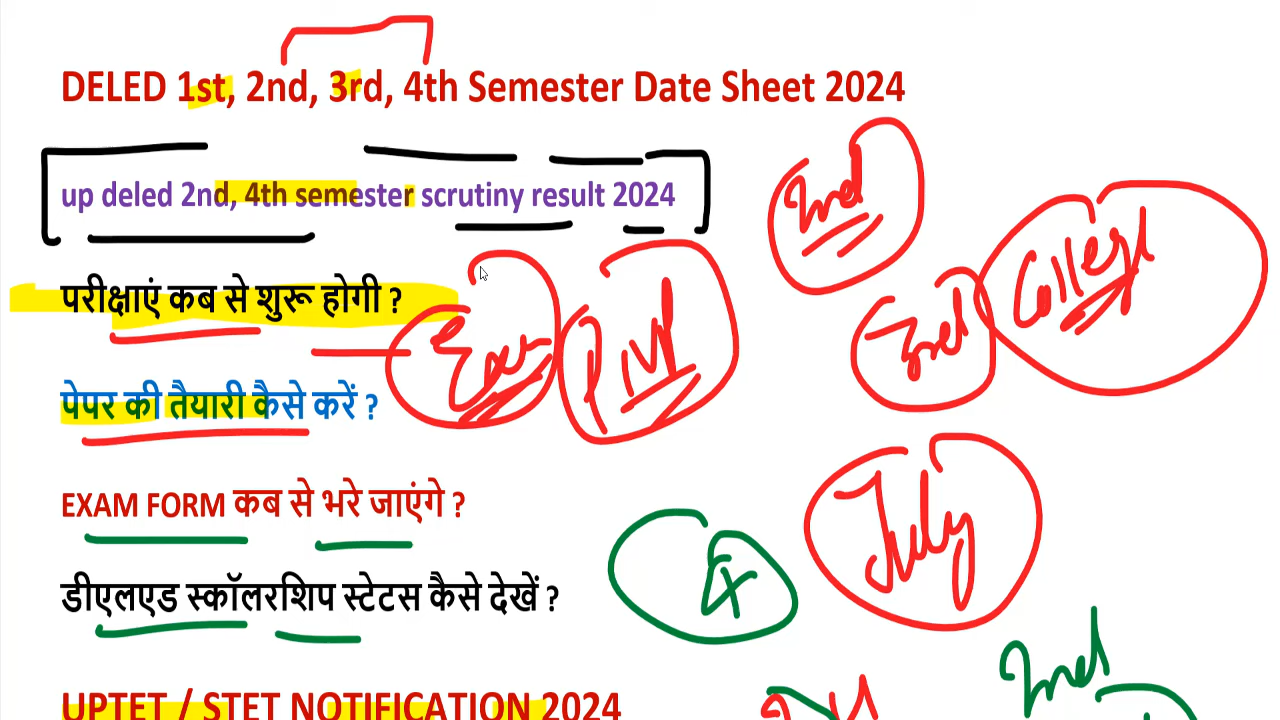 DELED 1st, 2nd, 3rd, 4th Semester Date Sheet 2024
up deled 2nd, 4th semester scrutiny result 2024
2nd
परीक्षाएं कब से शुरू होगी ?
College
3rd
पेपर की तैयारी कैसे करें ?
EXAM FORM कब से भरे जाएंगे ?
July
डीएलएड स्कॉलरशिप स्टेटस कैसे देखें ?
2nd
UPTET / STET NOTIFICATION 2024